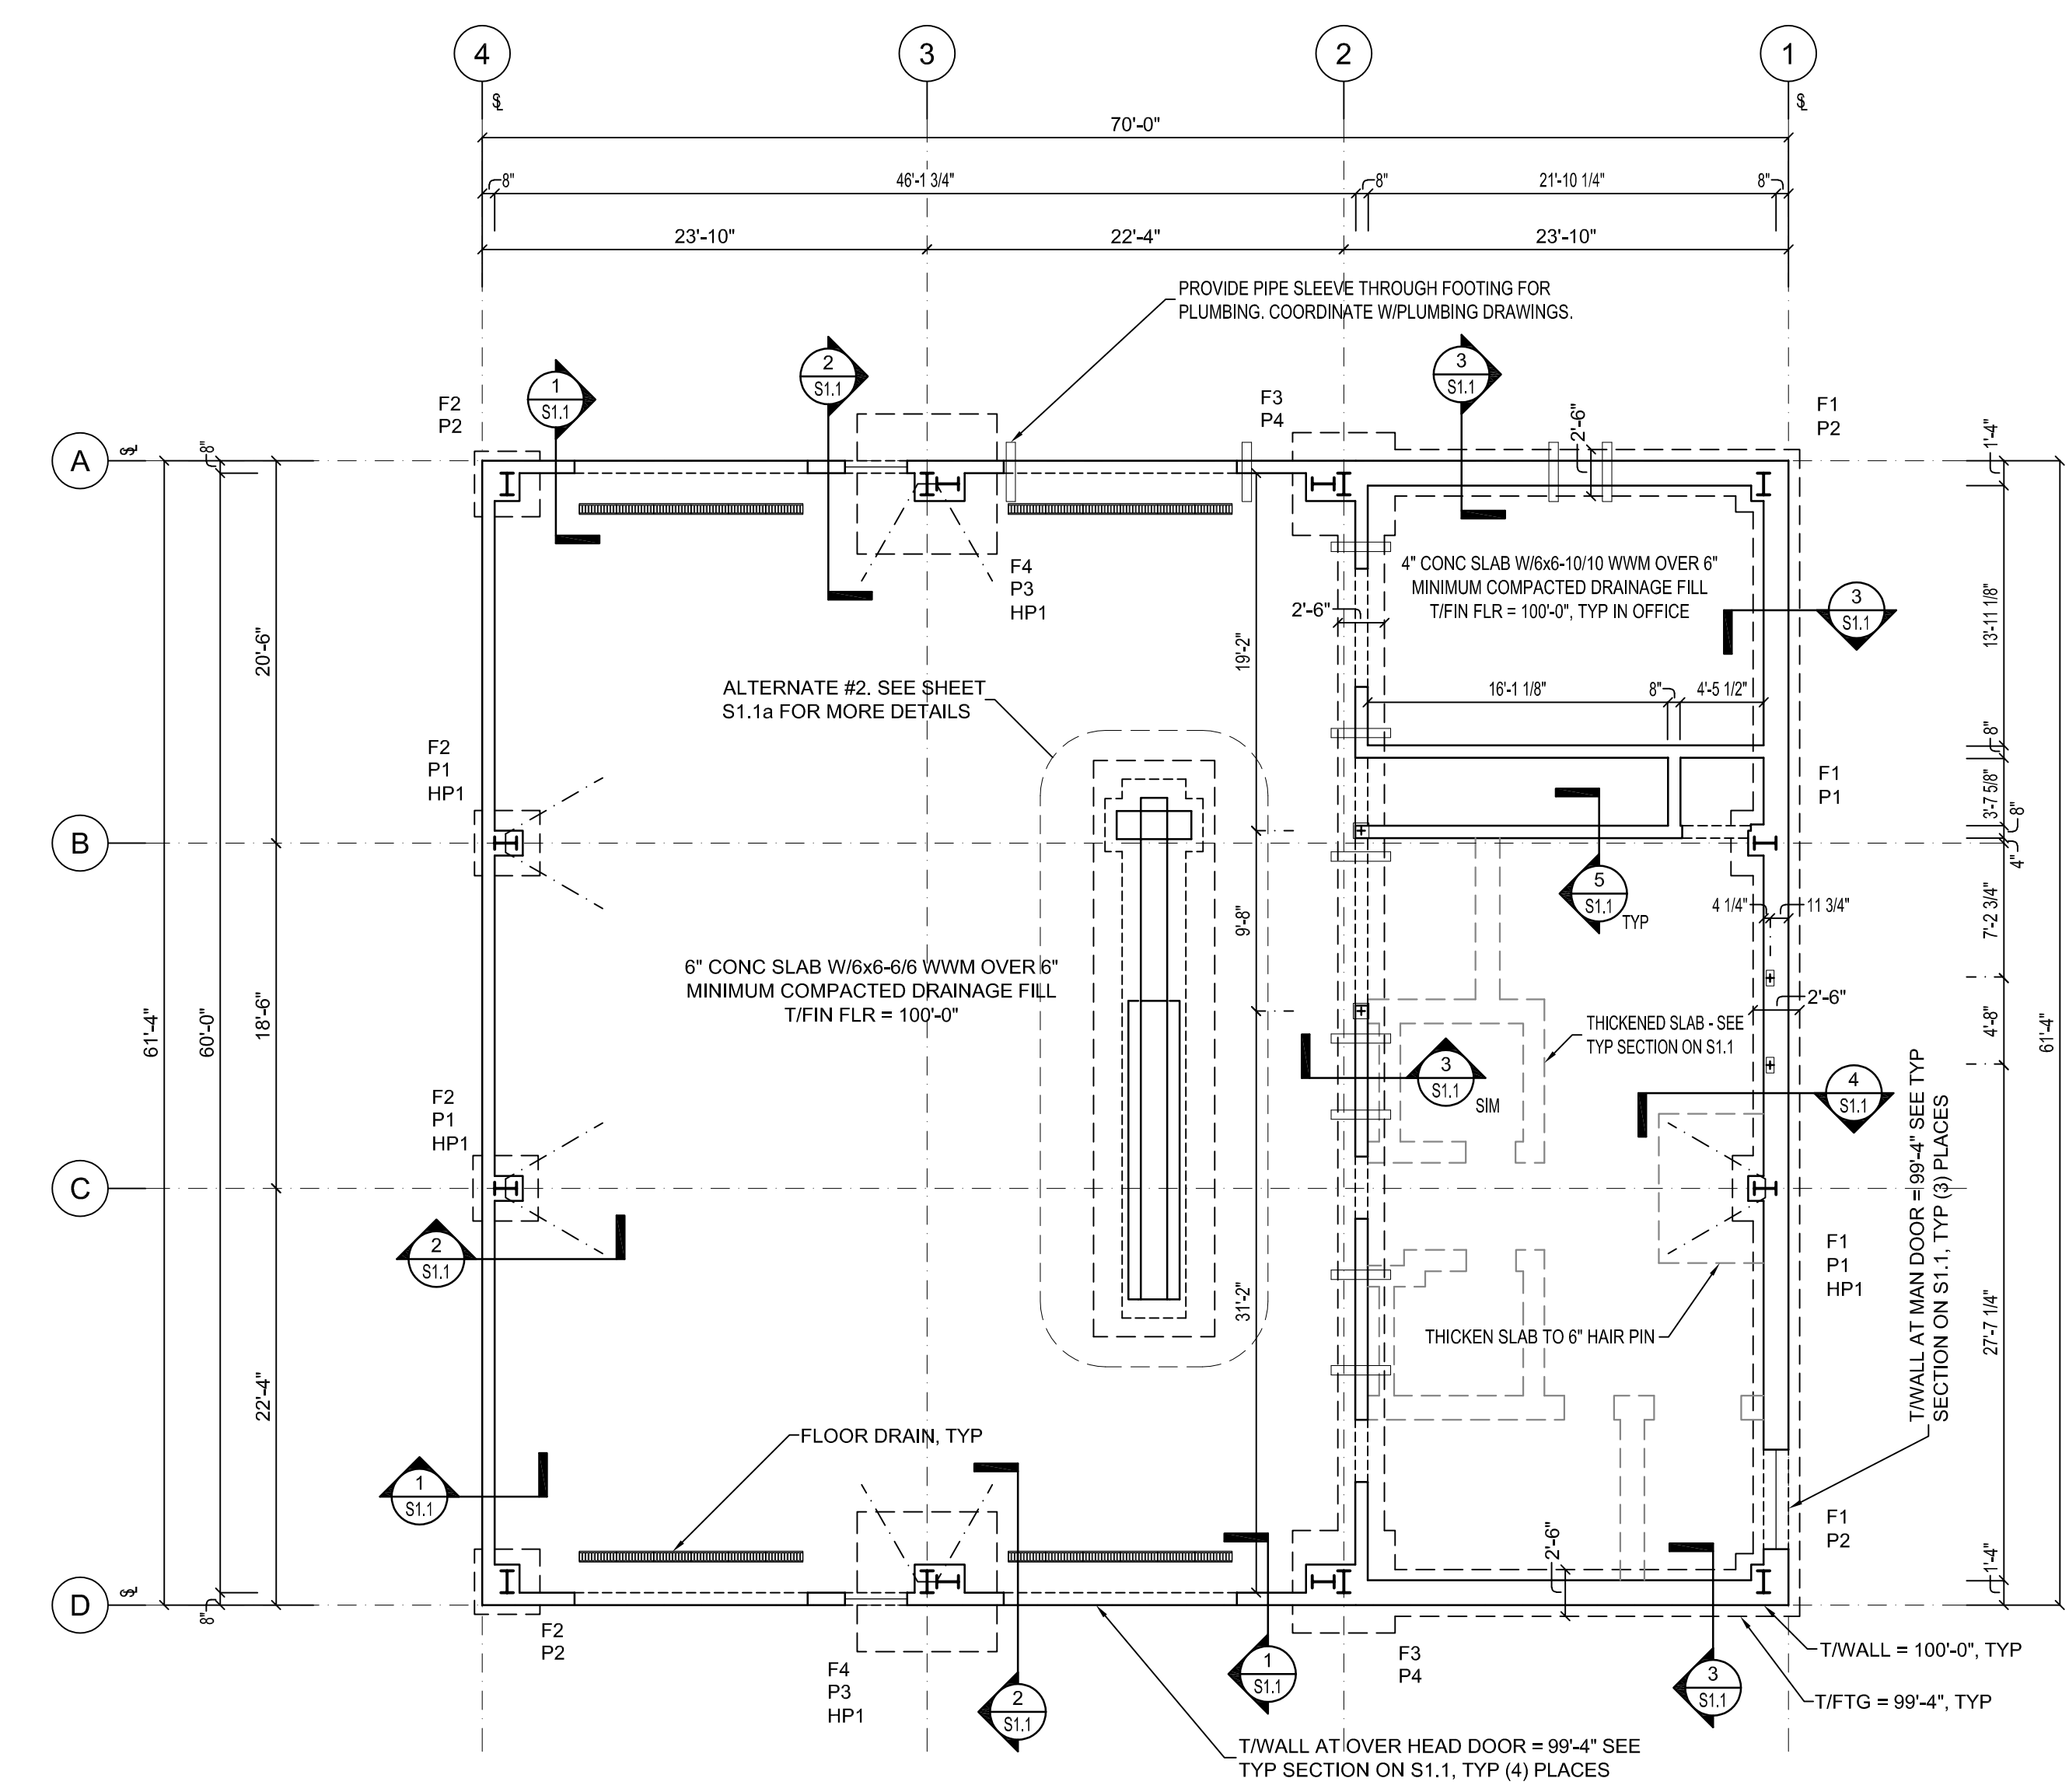 4
3
2
1
℄
℄
70'-0"
8"
46'-1 3/4"
8"
21'-10 1/4"
8"
23'-10"
22'-4"
23'-10"
PROVIDE PIPE SLEEVE THROUGH FOOTING FOR
PLUMBING. COORDINATE W/PLUMBING DRAWINGS.
1
S1.1
2
S1.1
3
S1.1
F2
P2
F3
P4
F1
P2
2'-6"
1'-4"
A
℄
8"
F4
P3
HP1
4" CONC SLAB W/6x6-10/10 WWM OVER 6"
MINIMUM COMPACTED DRAINAGE FILL
T/FIN FLR = 100'-0", TYP IN OFFICE
2'-6"
3
S1.1
13'-11 1/8"
20'-6"
19'-2"
ALTERNATE #2. SEE SHEET
S1.1a FOR MORE DETAILS
16'-1 1/8"
8"
4'-5 1/2"
8"
F2
P1
HP1
F1
P1
3'-7 5/8"
8"
4"
B
5
S1.1
TYP
4 1/4"
11 3/4"
7'-2 3/4"
9'-8"
6" CONC SLAB W/6x6-6/6 WWM OVER 6"
MINIMUM COMPACTED DRAINAGE FILL
T/FIN FLR = 100'-0"
2'-6"
THICKENED SLAB - SEE
TYP SECTION ON S1.1
4'-8"
61'-4"
60'-0"
18'-6"
61'-4"
3
S1.1
SIM
4
S1.1
F2
P1
HP1
C
T/WALL AT MAN DOOR = 99'-4" SEE TYP
SECTION ON S1.1, TYP (3) PLACES
2
S1.1
F1
P1
HP1
31'-2"
THICKEN SLAB TO 6" HAIR PIN
27'-7 1/4"
22'-4"
FLOOR DRAIN, TYP
1
S1.1
F1
P2
2'-6"
1'-4"
D
℄
8"
F2
P2
F4
P3
HP1
2
S1.1
1
S1.1
F3
P4
3
S1.1
T/WALL = 100'-0", TYP
T/FTG = 99'-4", TYP
T/WALL AT OVER HEAD DOOR = 99'-4" SEE
TYP SECTION ON S1.1, TYP (4) PLACES